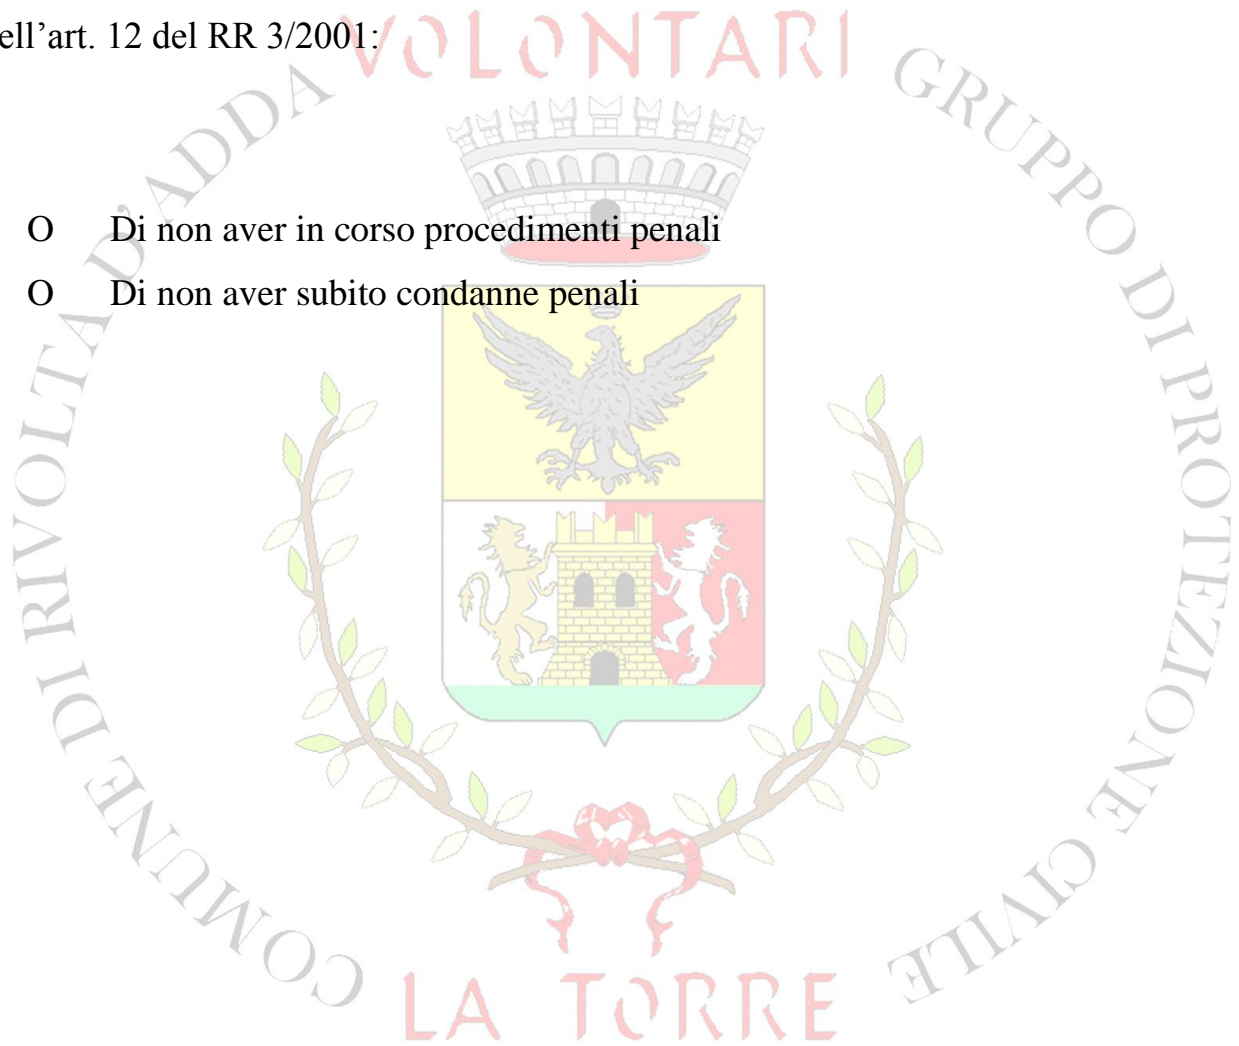 ell’art. 12 del RR 3/2001:
O Di non aver in corso procedimenti penali
O Di non aver subito condanne penali
VOLONTARI
GRUPPO DI PROTEZIONE CIVILE
COMUNE DI RIVOLTA D'ADDA
LA TORRE